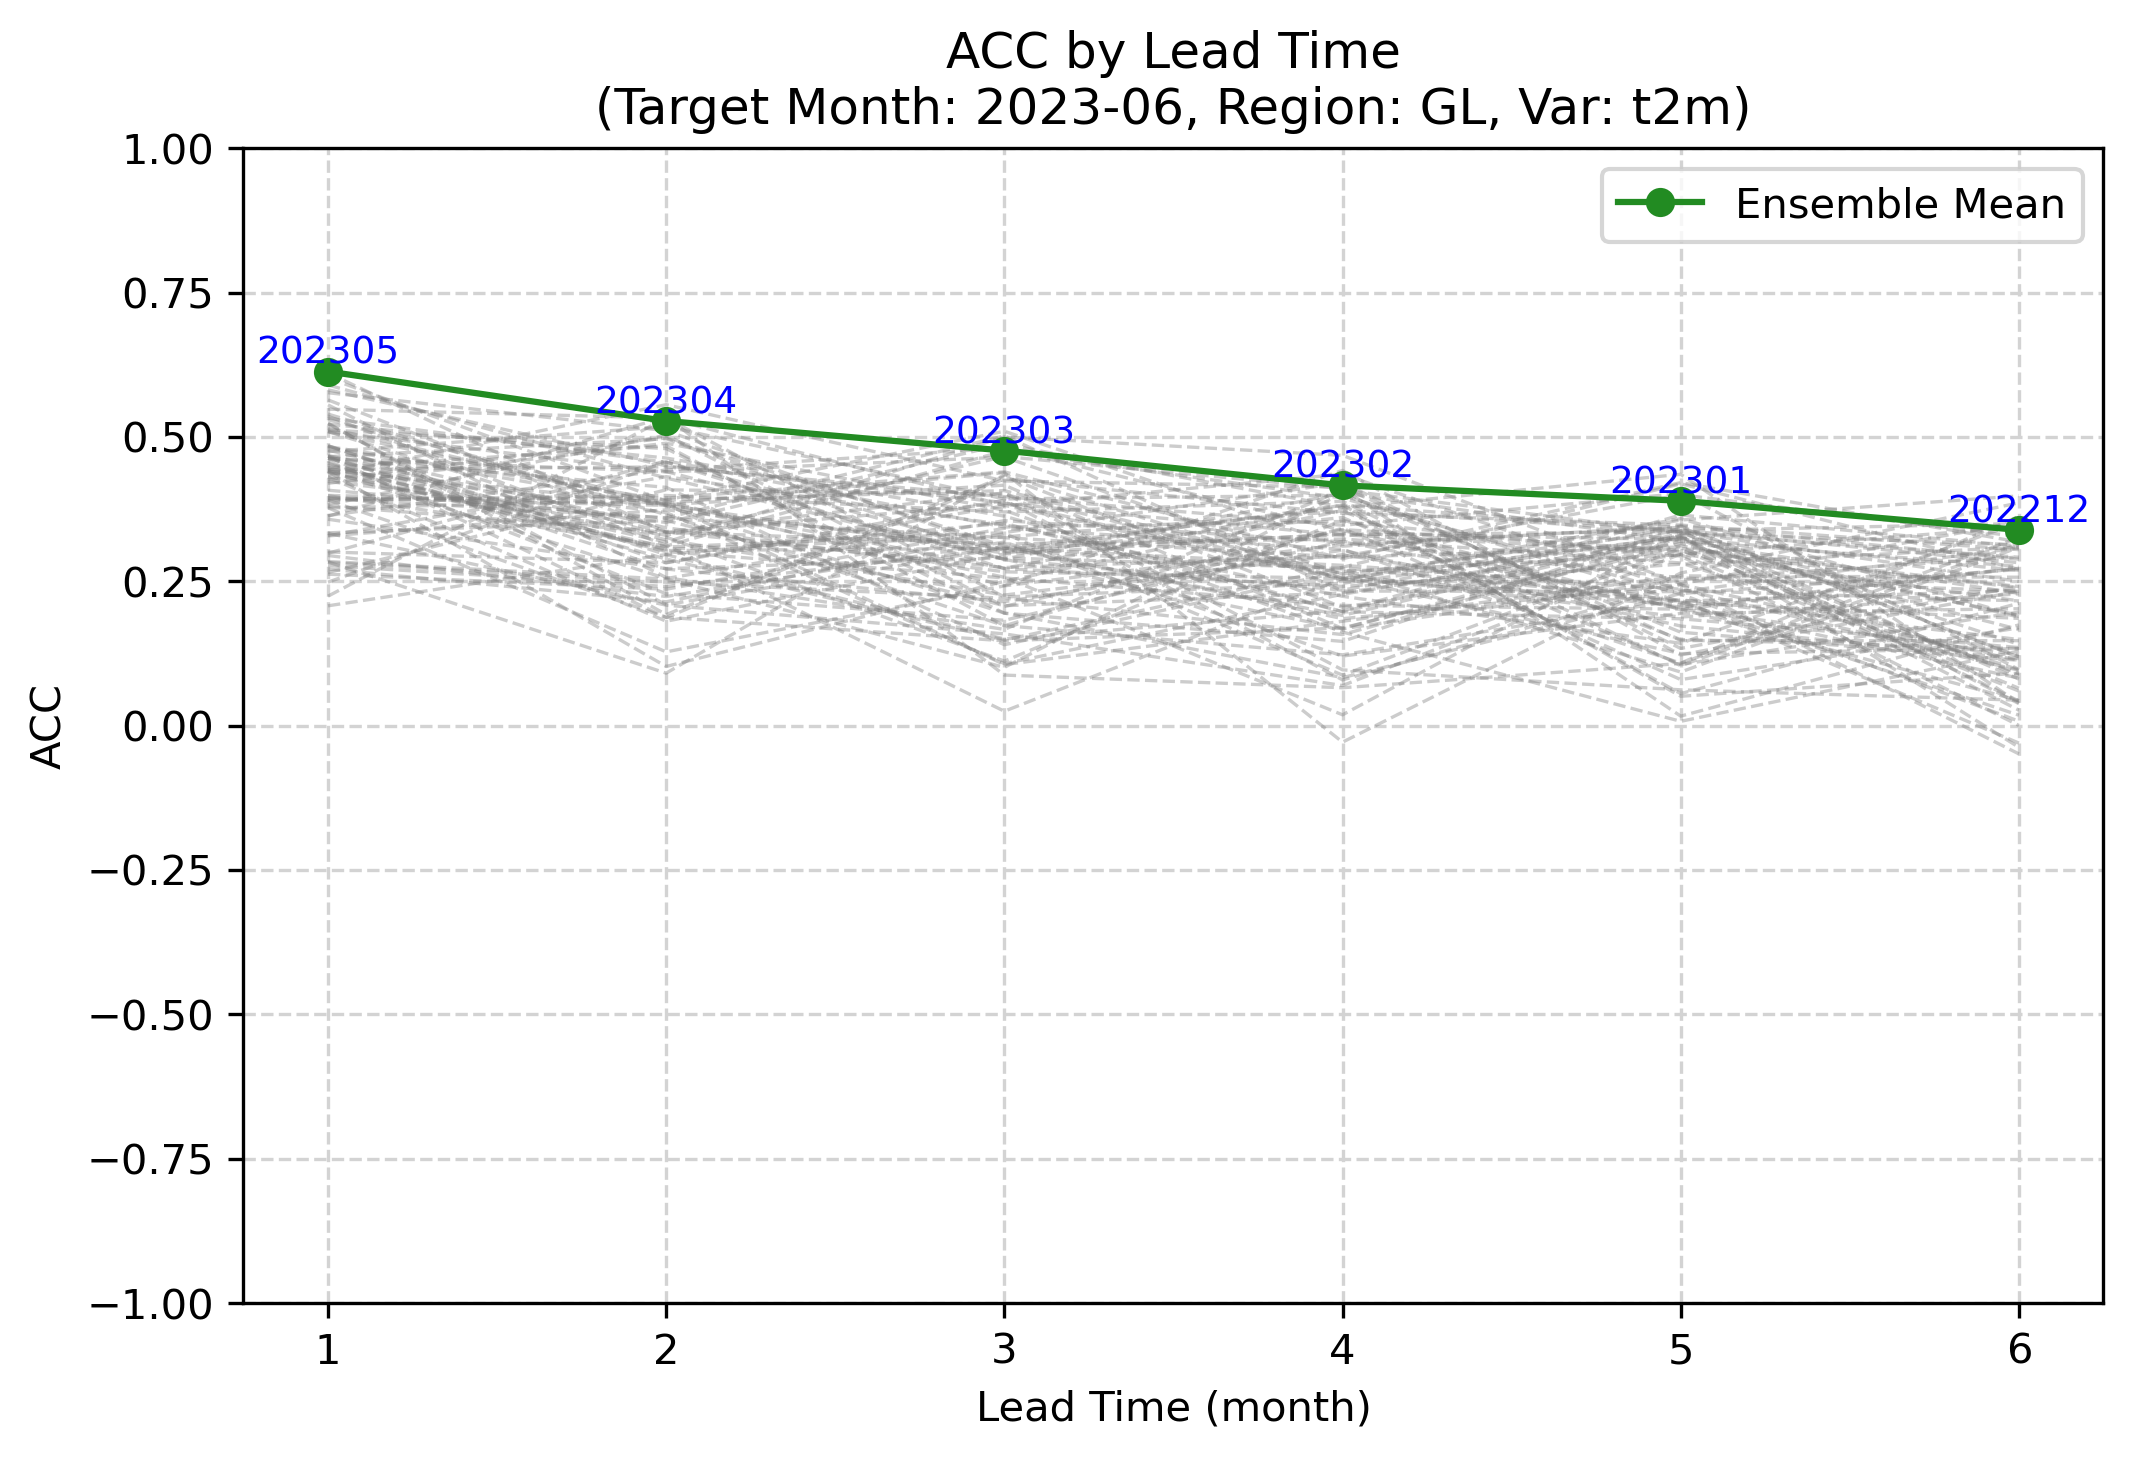 ACC by Lead Time
(Target Month: 2023-06, Region: GL, Var: t2m)
1.00
0.75
0.50
0.25
0.00
−0.25
−0.50
−0.75
−1.00
ACC
Ensemble Mean
202305
202304
202303
202302
202301
202212
1 2 3 4 5 6
Lead Time (month)